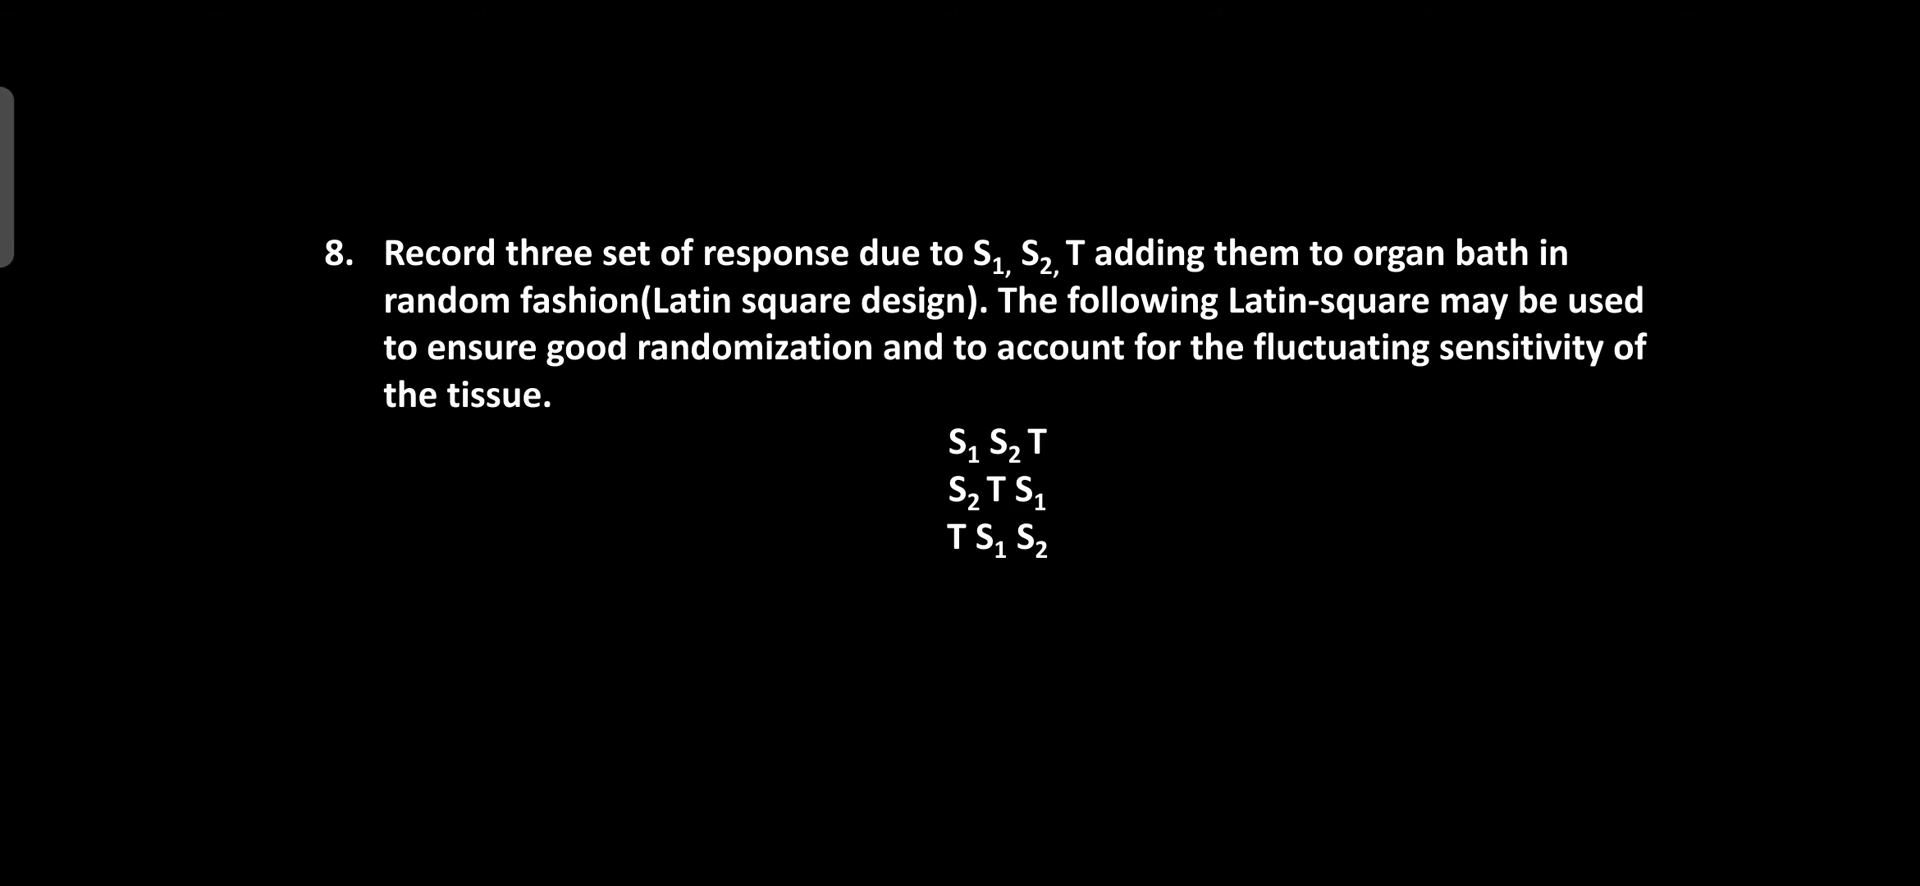 8. Record three set of response due to S₁, S₂, T adding them to organ bath in
random fashion(Latin square design). The following Latin-square may be used
to ensure good randomization and to account for the fluctuating sensitivity of
the tissue.
S₁ S₂ T
S₂ T S₁
T S₁ S₂